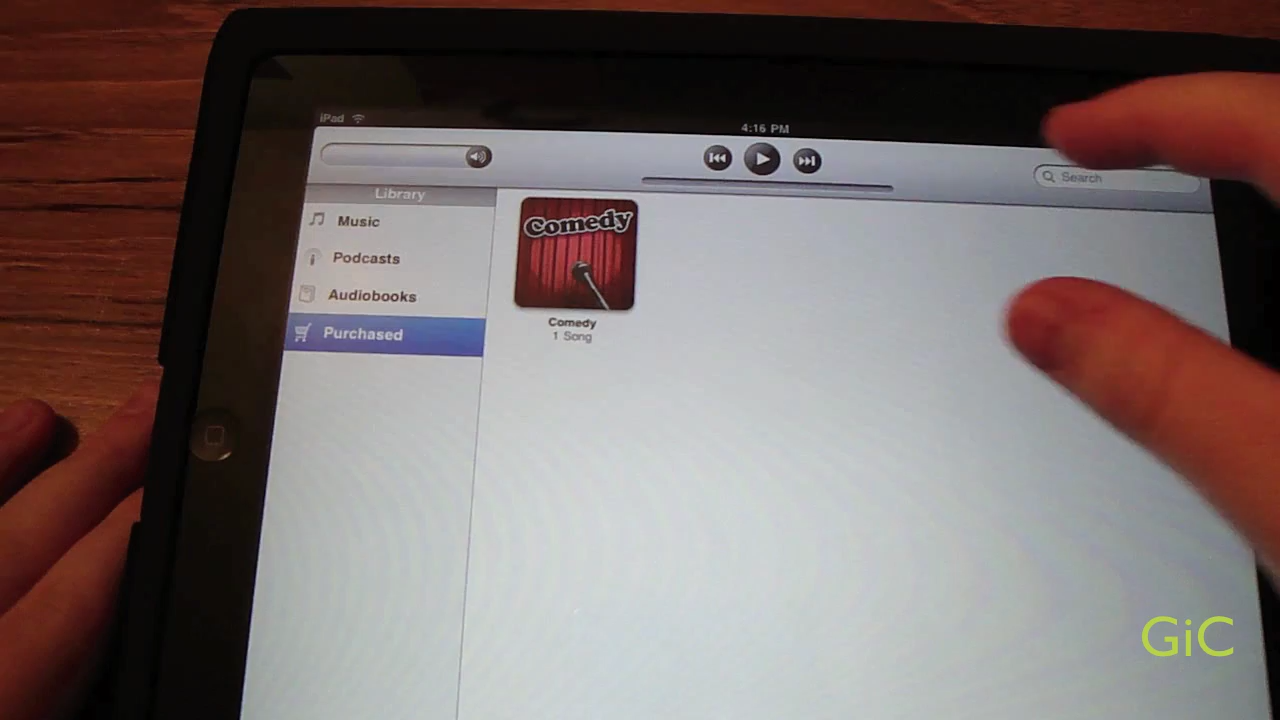 iPad
4:16 PM
Search
Library
Music
Podcasts
Audiobooks
Purchased
Comedy
Comedy
1 Song
GiC